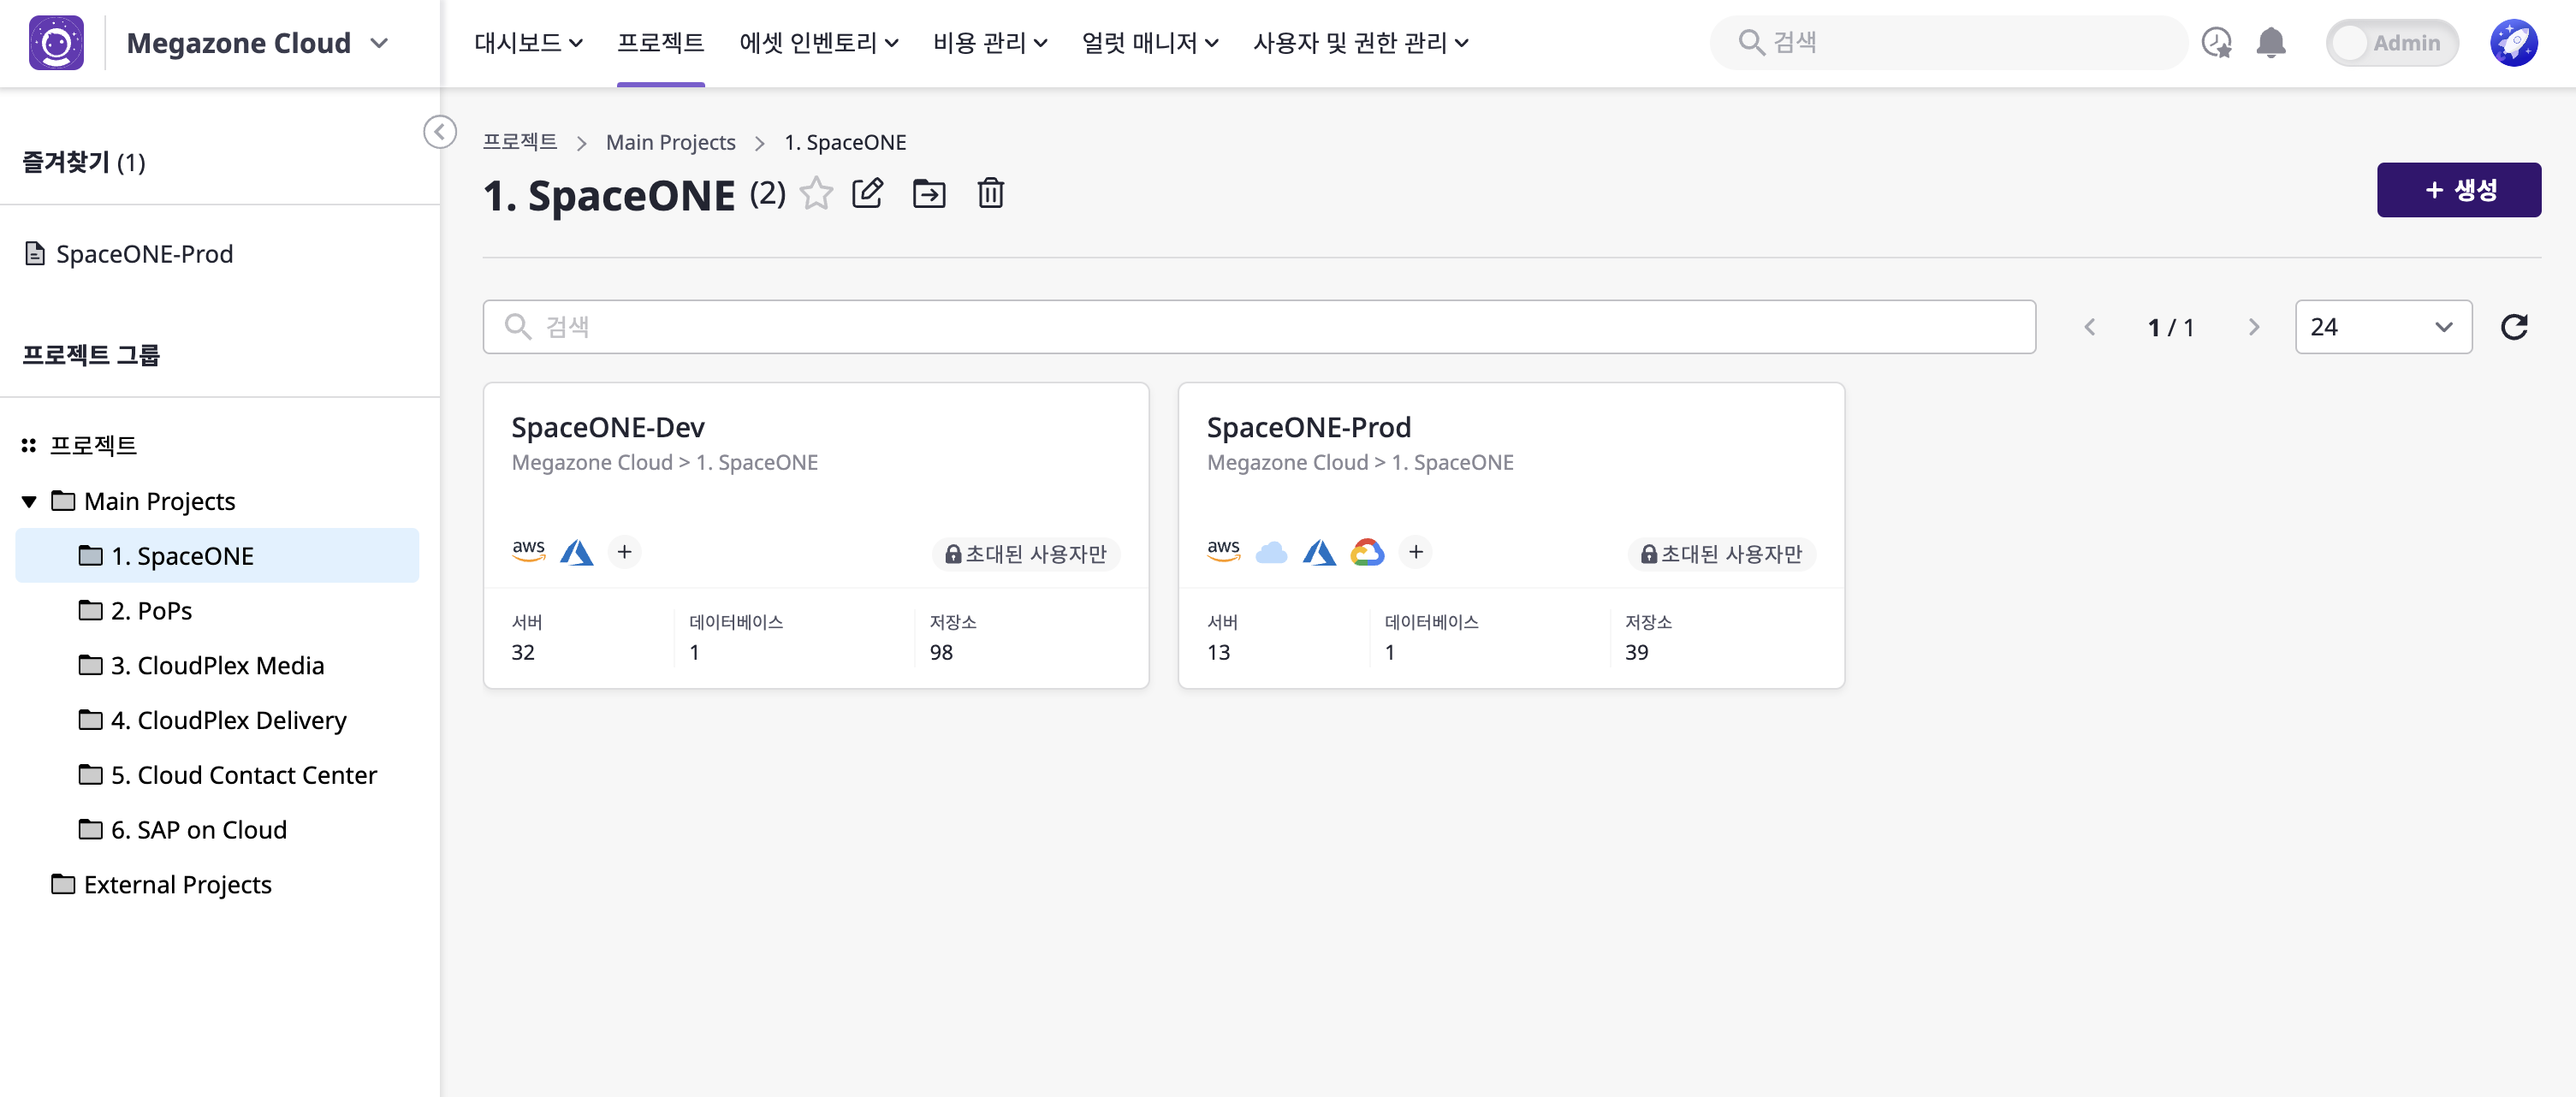 Megazone Cloud
대시보드 프로젝트 에셋 인벤토리 비용 관리 얼럿 매니저 사용자 및 권한 관리 검색 Admin
즐겨찾기 (1)
SpaceONE-Prod
프로젝트 그룹
프로젝트
Main Projects
1. SpaceONE
2. PoPs
3. CloudPlex Media
4. CloudPlex Delivery
5. Cloud Contact Center
6. SAP on Cloud
External Projects
프로젝트 > Main Projects > 1. SpaceONE
1. SpaceONE (2)
+ 생성
검색
1 / 1
24
SpaceONE-Dev
Megazone Cloud > 1. SpaceONE
aws + 초대된 사용자만
서버 데이터베이스 저장소
32 1 98
SpaceONE-Prod
Megazone Cloud > 1. SpaceONE
aws + 초대된 사용자만
서버 데이터베이스 저장소
13 1 39